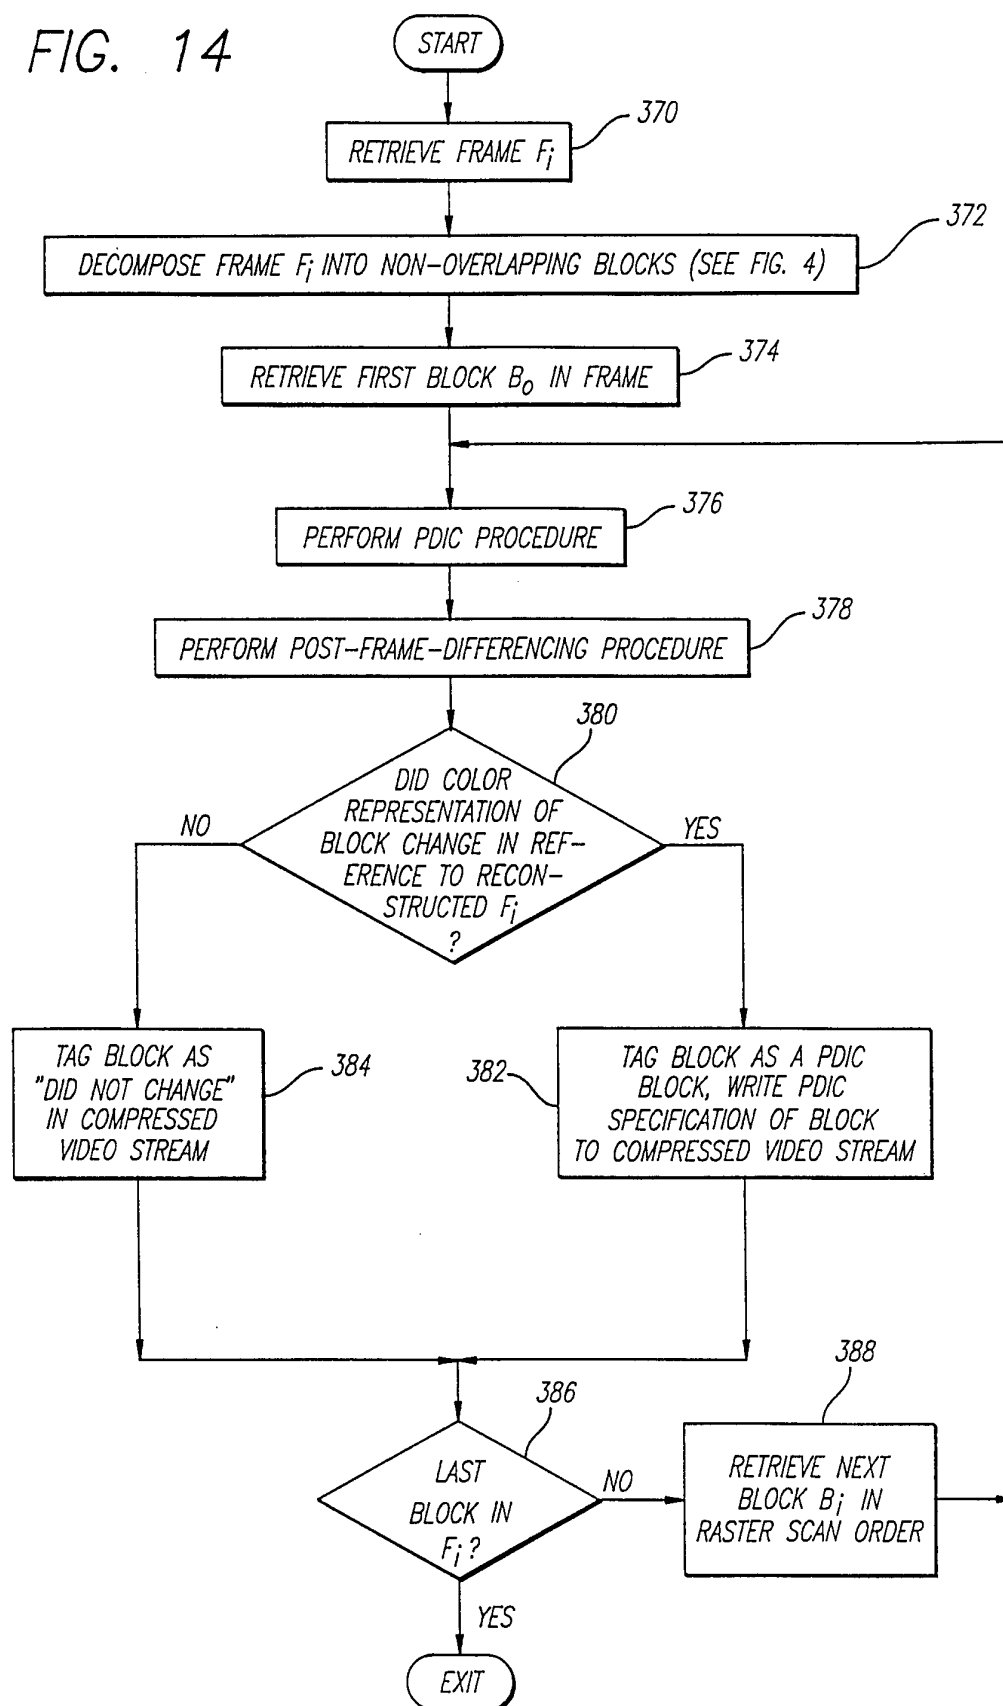 FIG. 14
START
370
RETRIEVE FRAME Fi
372
DECOMPOSE FRAME Fi INTO NON-OVERLAPPING BLOCKS (SEE FIG. 4)
374
RETRIEVE FIRST BLOCK B0 IN FRAME
376
PERFORM PDIC PROCEDURE
378
PERFORM POST-FRAME-DIFFERENCING PROCEDURE
380
DID COLOR
REPRESENTATION OF
BLOCK CHANGE IN REF-
ERENCE TO RECON-
STRUCTED Fi
?
NO
YES
TAG BLOCK AS
"DID NOT CHANGE"
IN COMPRESSED
VIDEO STREAM
384
382
TAG BLOCK AS A PDIC
BLOCK, WRITE PDIC
SPECIFICATION OF BLOCK
TO COMPRESSED VIDEO STREAM
386
LAST
BLOCK IN
Fi?
NO
388
RETRIEVE NEXT
BLOCK Bi IN
RASTER SCAN ORDER
YES
EXIT